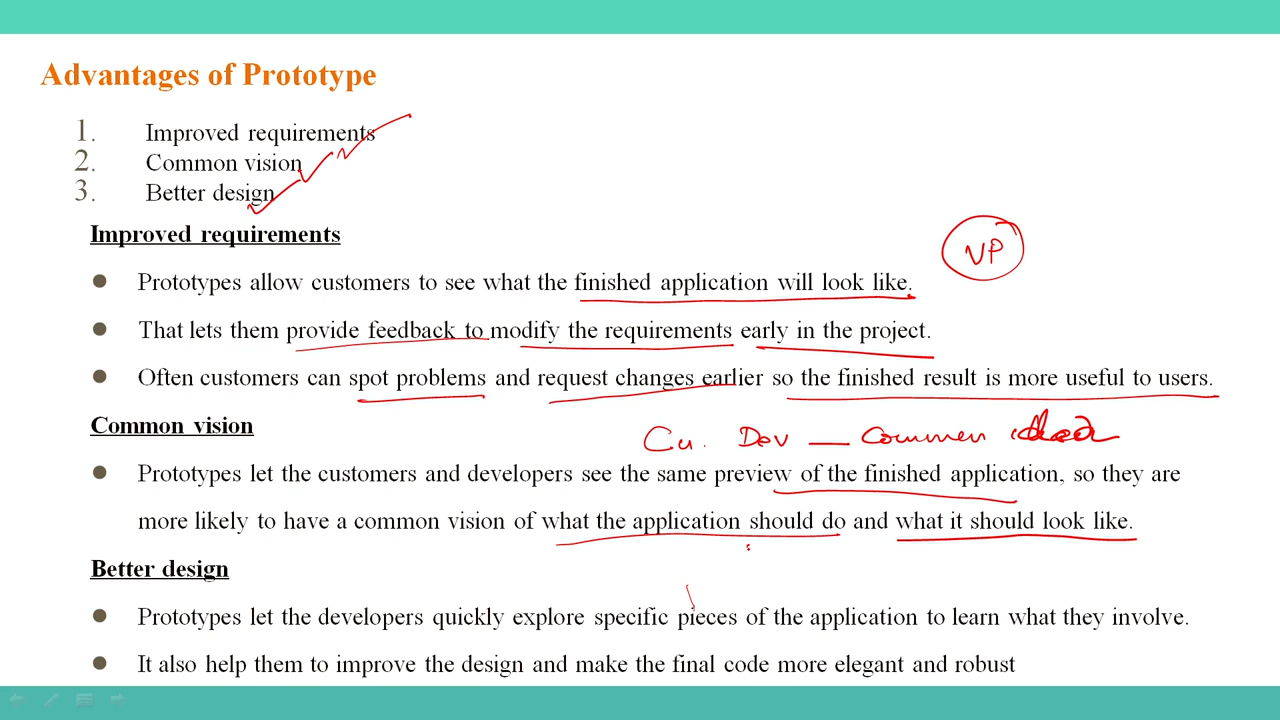 Advantages of Prototype
1. Improved requirements
2. Common vision
3. Better design
Improved requirements
VP
● Prototypes allow customers to see what the finished application will look like.
● That lets them provide feedback to modify the requirements early in the project.
● Often customers can spot problems and request changes earlier so the finished result is more useful to users.
Common vision
Cu. Dev — Common
● Prototypes let the customers and developers see the same preview of the finished application, so they are
more likely to have a common vision of what the application should do and what it should look like.
Better design
● Prototypes let the developers quickly explore specific pieces of the application to learn what they involve.
● It also help them to improve the design and make the final code more elegant and robust